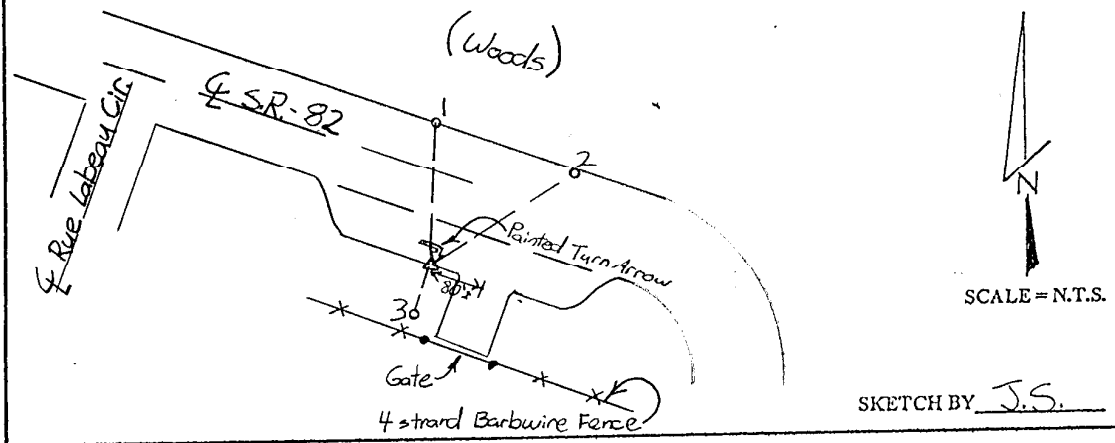 (Woods)
℄ S.R.-82
1
2
℄ Rue Labeau Cir.
N
Painted Turn Arrow
80'±
3
SCALE = N.T.S.
Gate
4 strand Barbwire Fence
SKETCH BY J.S.